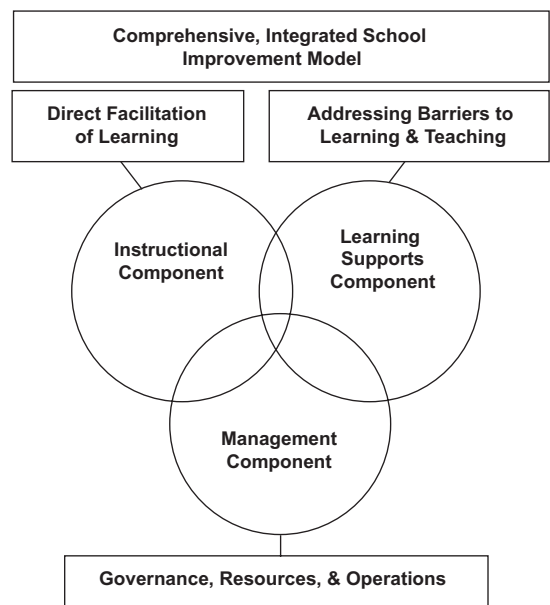 Comprehensive, Integrated School
Improvement Model
Direct Facilitation
of Learning
Addressing Barriers to
Learning & Teaching
Instructional
Component
Learning
Supports
Component
Management
Component
Governance, Resources, & Operations